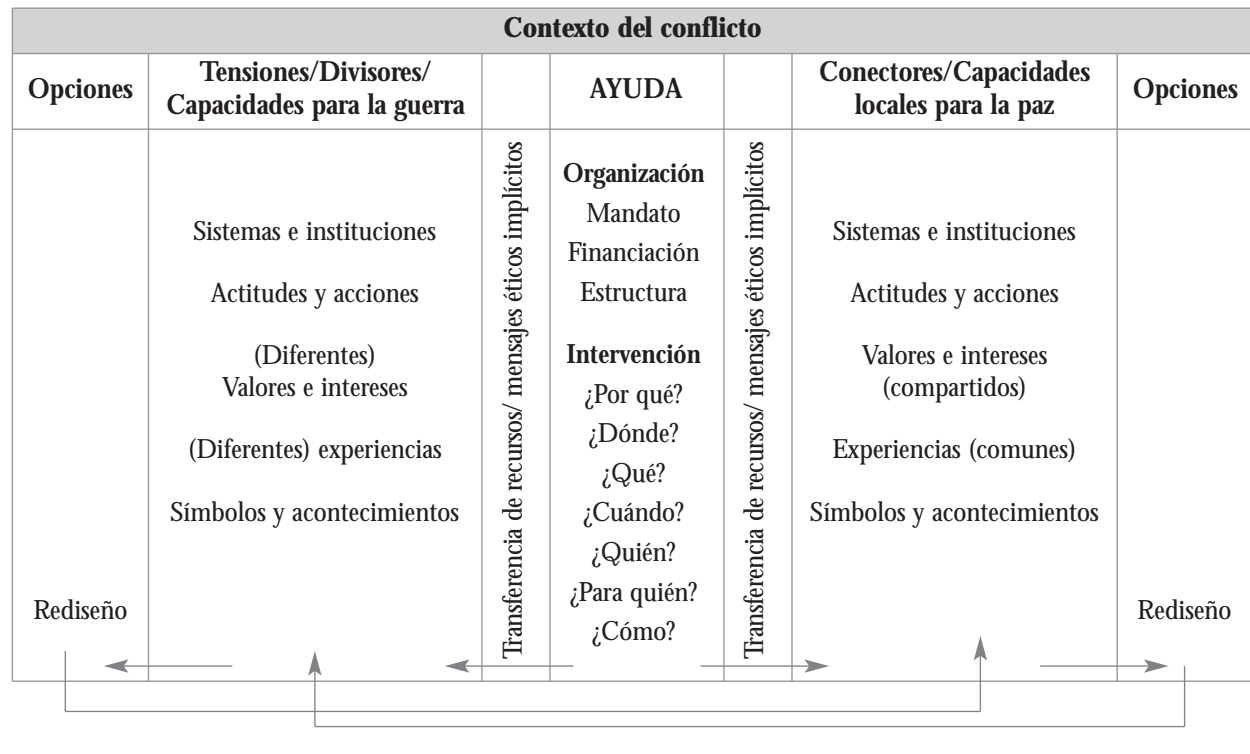 Contexto del conflicto
Opciones
Tensiones/Divisores/
Capacidades para la guerra
AYUDA
Conectores/Capacidades
locales para la paz
Opciones
Rediseño
Sistemas e instituciones
Actitudes y acciones
(Diferentes)
Valores e intereses
(Diferentes) experiencias
Símbolos y acontecimientos
Transferencia de recursos/ mensajes éticos implícitos
Organización
Mandato
Financiación
Estructura
Intervención
¿Por qué?
¿Dónde?
¿Qué?
¿Cuándo?
¿Quién?
¿Para quién?
¿Cómo?
Transferencia de recursos/ mensajes éticos implícitos
Sistemas e instituciones
Actitudes y acciones
Valores e intereses
(compartidos)
Experiencias (comunes)
Símbolos y acontecimientos
Rediseño